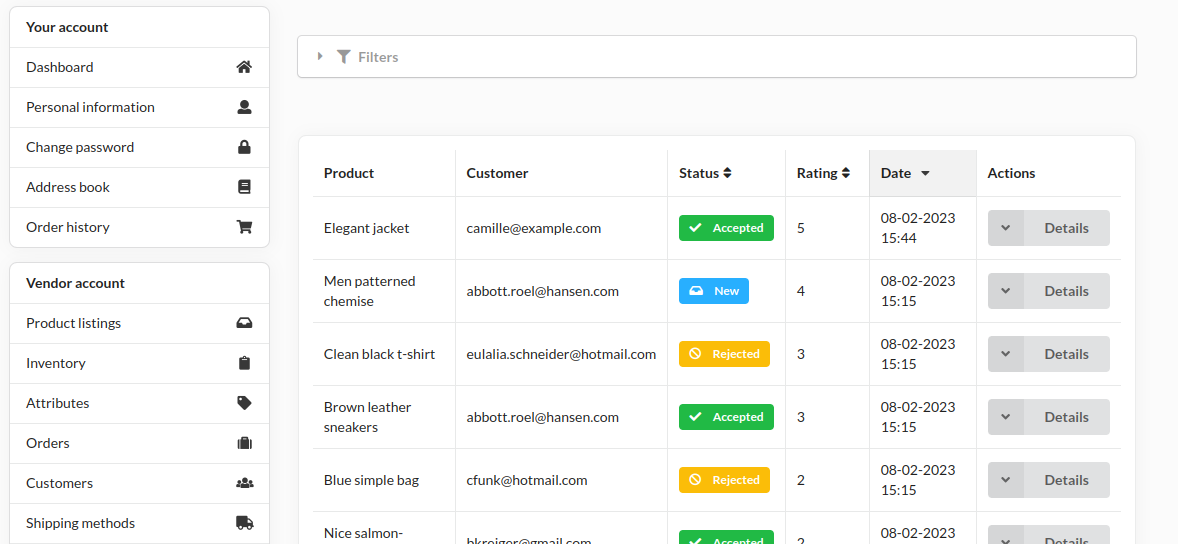 Your account
Dashboard
Personal information
Change password
Address book
Order history
Vendor account
Product listings
Inventory
Attributes
Orders
Customers
Shipping methods
Filters
Product Customer Status Rating Date Actions
Elegant jacket camille@example.com Accepted 5 08-02-2023 15:44 Details
Men patterned chemise abbott.roel@hansen.com New 4 08-02-2023 15:15 Details
Clean black t-shirt eulalia.schneider@hotmail.com Rejected 3 08-02-2023 15:15 Details
Brown leather sneakers abbott.roel@hansen.com Accepted 3 08-02-2023 15:15 Details
Blue simple bag cfunk@hotmail.com Rejected 2 08-02-2023 15:15 Details
Nice salmon- bkreiger@gmail.com Accepted 2 08-02-2023 Details